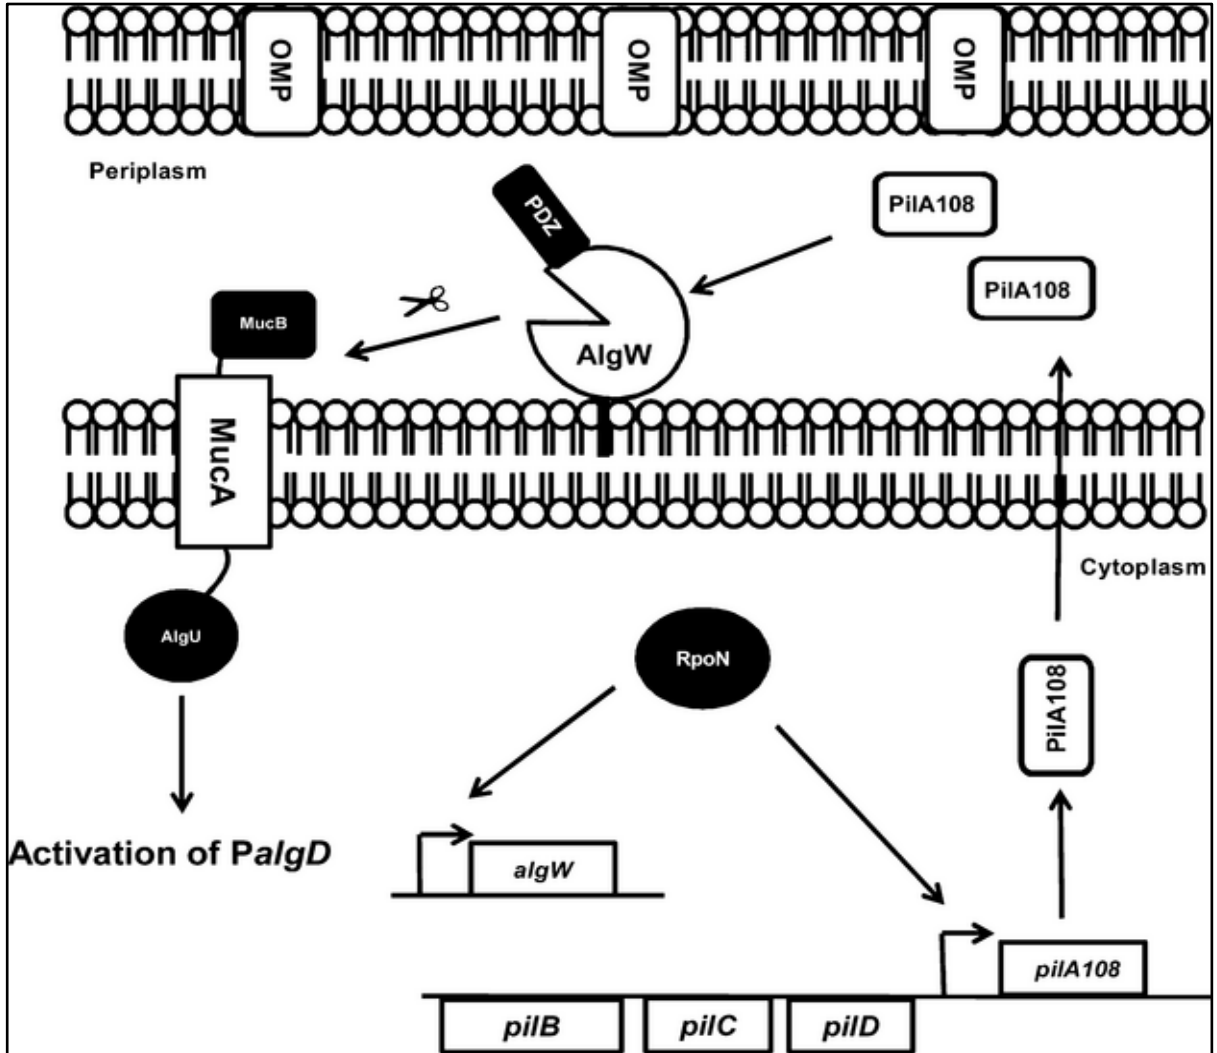 OMP
OMP
OMP
Periplasm
PDZ
PilA108
PilA108
MucB
AlgW
MucA
Cytoplasm
AlgU
RpoN
PilA108
Activation of PalgD
algW
pilA108
pilB
pilC
pilD